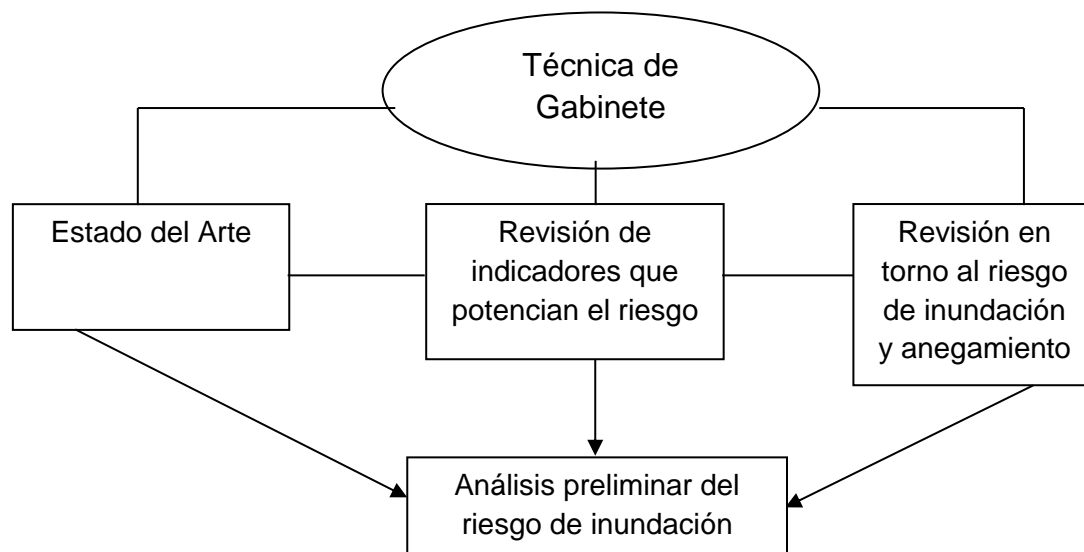 Técnica de
Gabinete
Estado del Arte
Revisión de
indicadores que
potencian el riesgo
Revisión en
torno al riesgo
de inundación
y anegamiento
Análisis preliminar del
riesgo de inundación